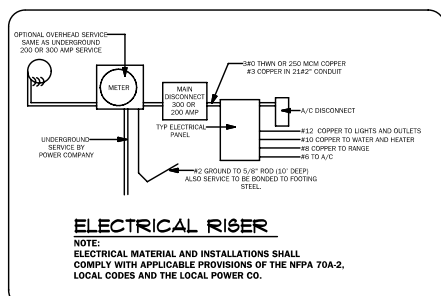 OPTIONAL OVERHEAD SERVICE
SAME AS UNDERGROUND
200 OR 300 AMP SERVICE
METER
MAIN
DISCONNECT
300 OR
200 AMP
3#0 THWN OR 250 MCM COPPER
#3 COPPER IN 21#2" CONDUIT
A/C DISCONNECT
TYP ELECTRICAL
PANEL
#12 COPPER TO LIGHTS AND OUTLETS
#10 COPPER TO WATER AND HEATER
#8 COPPER TO RANGE
#6 TO A/C
UNDERGROUND
SERVICE BY
POWER COMPANY
#2 GROUND TO 5/8" ROD (10' DEEP)
ALSO SERVICE TO BE BONDED TO FOOTING
STEEL.
ELECTRICAL RISER
NOTE:
ELECTRICAL MATERIAL AND INSTALLATIONS SHALL
COMPLY WITH APPLICABLE PROVISIONS OF THE NFPA 70A-2,
LOCAL CODES AND THE LOCAL POWER CO.